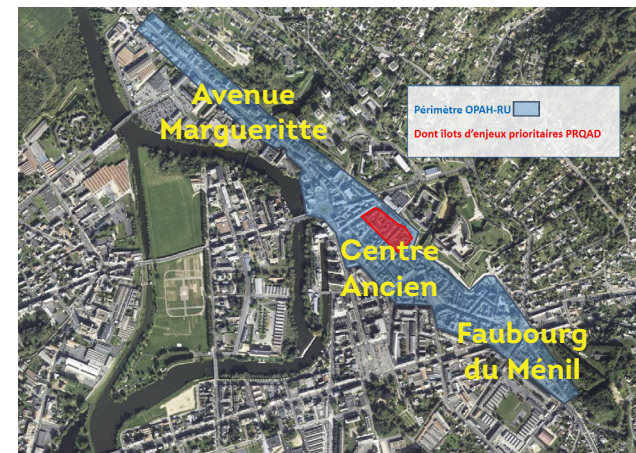 Avenue
Margueritte
Périmètre OPAH-RU
Dont îlots d'enjeux prioritaires PRQAD
Centre
Ancien
Faubourg
du Ménil